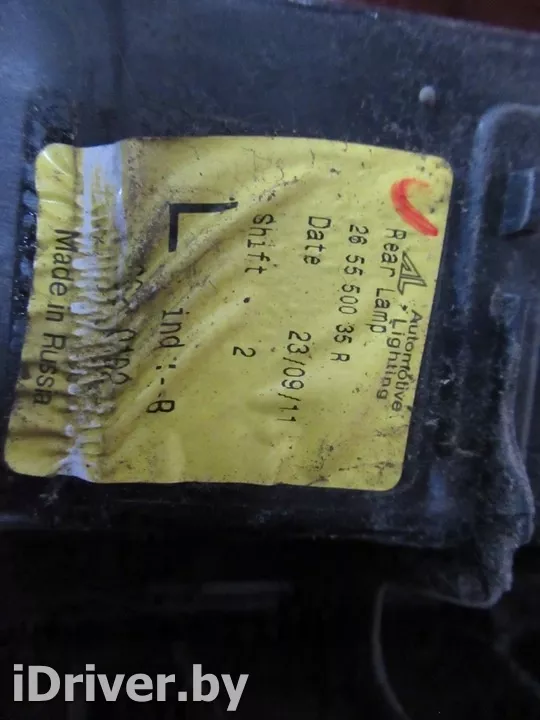 AL Automotive
Lighting
Rear Lamp
26 55 500 35 R
Date 23/09/11
Shift. 2
L ind :- B
Made in Russia
iDriver.by